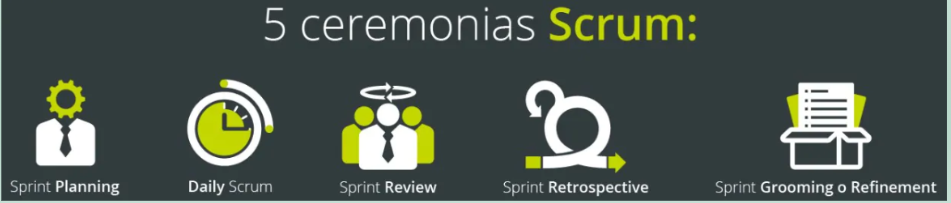 5 ceremonias Scrum:
Sprint Planning
Daily Scrum
Sprint Review
Sprint Retrospective
Sprint Grooming o Refinement